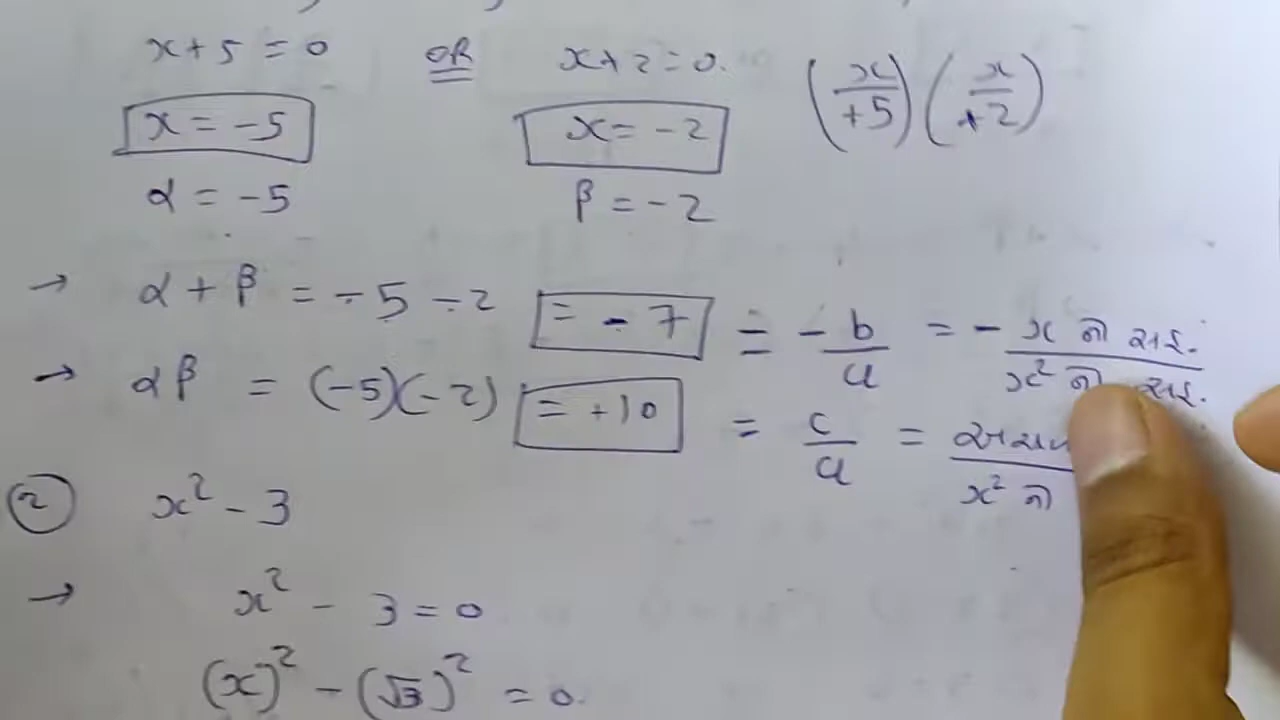 x+5 = 0 OR x+2=0. (x/+5) (x/+2)
x = -5 x = -2
α = -5 β = -2
→ α + β = -5 -2 = -7 = -b/a = - x નો સહ. / x² નો સહ.
→ αβ = (-5)(-2) = +10 = c/a = / x² નો
② x² - 3
→ x² - 3 = 0
(x)² - (√3)² = 0.